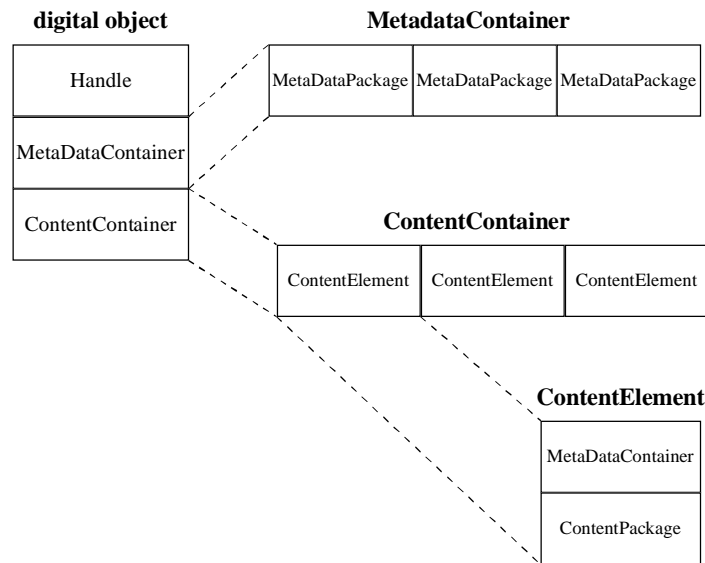 digital object
Handle
MetaDataContainer
ContentContainer
MetadataContainer
MetaDataPackage MetaDataPackage MetaDataPackage
ContentContainer
ContentElement ContentElement ContentElement
ContentElement
MetaDataContainer
ContentPackage